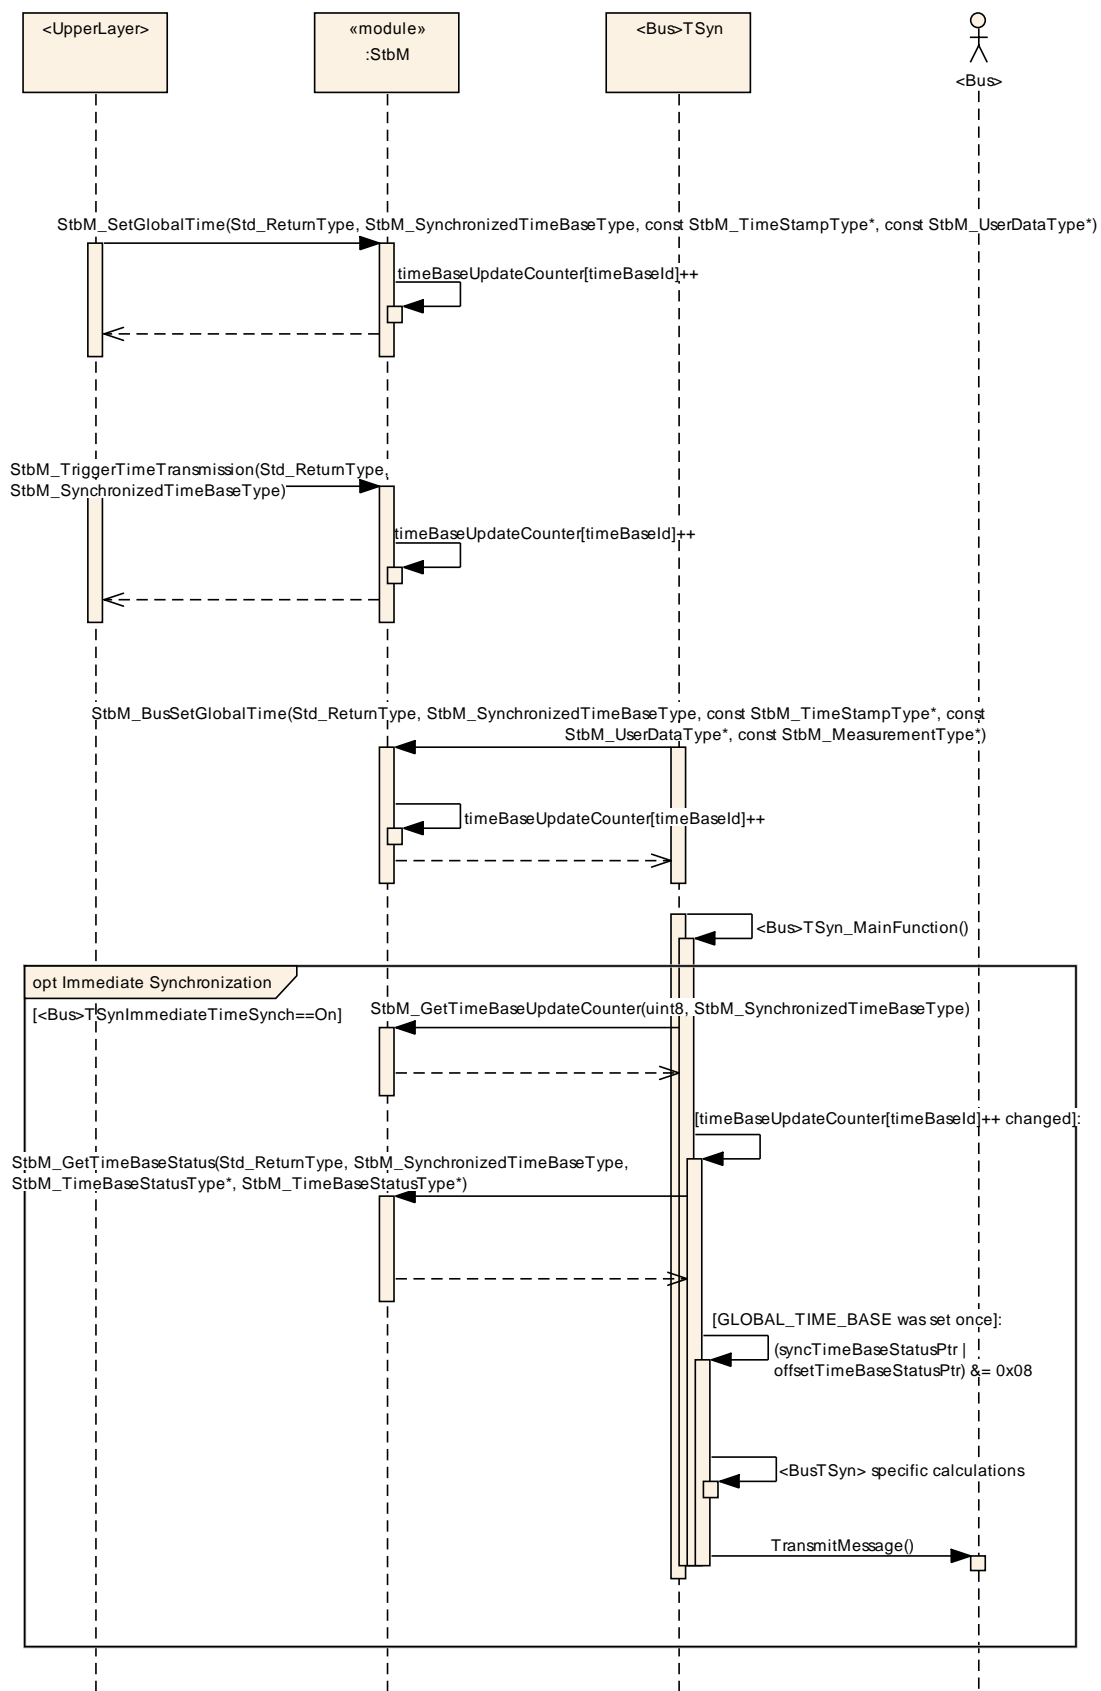 <UpperLayer>
«module»
:StbM
<Bus>TSyn
<Bus>
StbM_SetGlobalTime(Std_ReturnType, StbM_SynchronizedTimeBaseType, const StbM_TimeStampType*, const StbM_UserDataType*)
timeBaseUpdateCounter[timeBaseId]++
StbM_TriggerTimeTransmission(Std_ReturnType,
StbM_SynchronizedTimeBaseType)
timeBaseUpdateCounter[timeBaseId]++
StbM_BusSetGlobalTime(Std_ReturnType, StbM_SynchronizedTimeBaseType, const StbM_TimeStampType*, const
StbM_UserDataType*, const StbM_MeasurementType*)
timeBaseUpdateCounter[timeBaseId]++
<Bus>TSyn_MainFunction()
opt Immediate Synchronization
[<Bus>TSynImmediateTimeSynch==On]
StbM_GetTimeBaseUpdateCounter(uint8, StbM_SynchronizedTimeBaseType)
[timeBaseUpdateCounter[timeBaseId]++ changed]:
StbM_GetTimeBaseStatus(Std_ReturnType, StbM_SynchronizedTimeBaseType,
StbM_TimeBaseStatusType*, StbM_TimeBaseStatusType*)
[GLOBAL_TIME_BASE was set once]:
(syncTimeBaseStatusPtr |
offsetTimeBaseStatusPtr) &= 0x08
<BusTSyn> specific calculations
TransmitMessage()